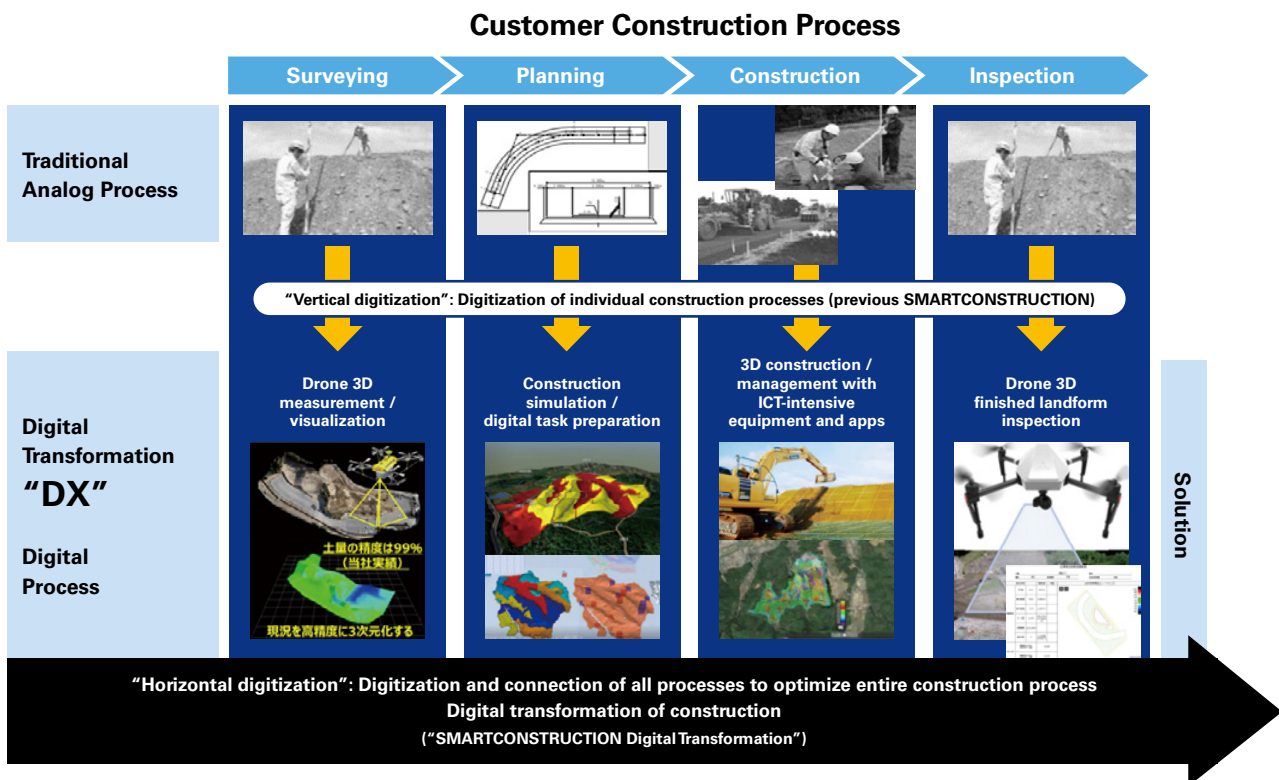 Customer Construction Process
Surveying
Planning
Construction
Inspection
Traditional
Analog Process
“Vertical digitization”: Digitization of individual construction processes (previous SMARTCONSTRUCTION)
Digital
Transformation
“DX”
Digital
Process
Drone 3D
measurement /
visualization
土量の精度は99%
(当社実績)
現況を高精度に3次元化する
Construction
simulation /
digital task preparation
3D construction /
management with
ICT-intensive
equipment and apps
Drone 3D
finished landform
inspection
Solution
“Horizontal digitization”: Digitization and connection of all processes to optimize entire construction process
Digital transformation of construction
(“SMARTCONSTRUCTION Digital Transformation”)